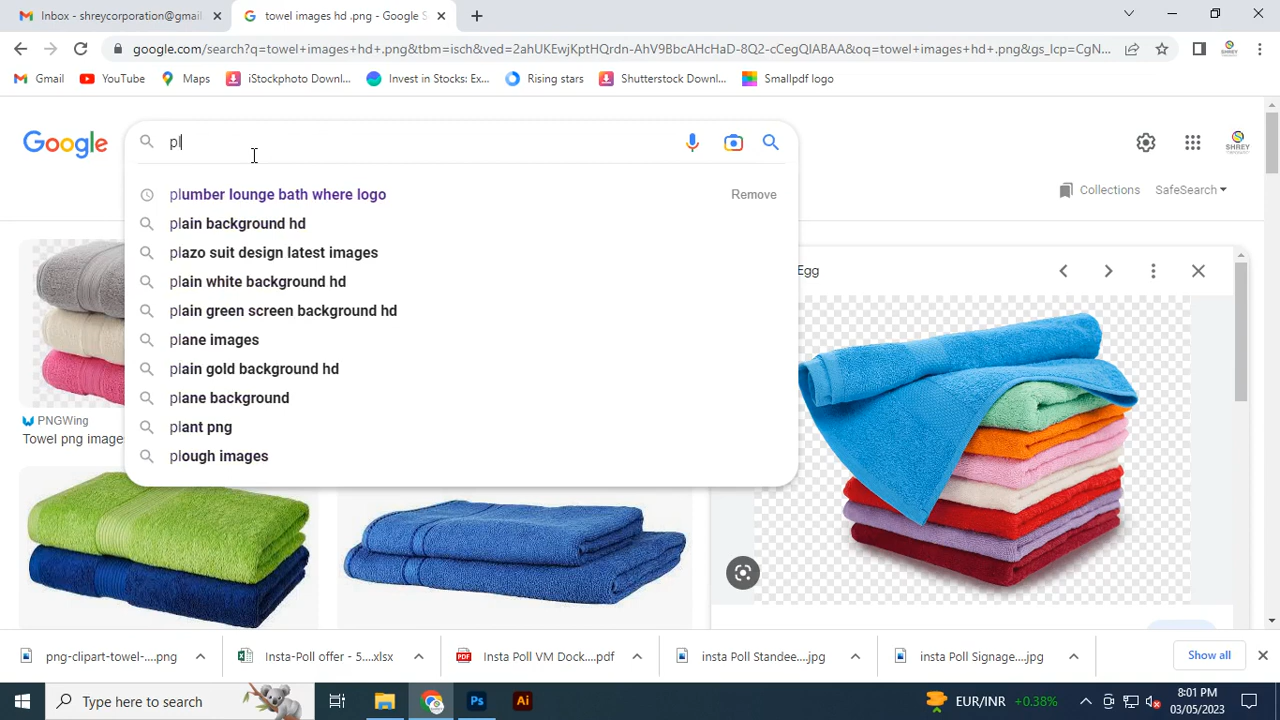 Inbox - shreycorporation@gmail
towel images hd .png - Google S
google.com/search?q=towel+images+hd+.png&tbm=isch&ved=2ahUKEwjKptHQrdn-AhV9BbcAHcHaD-8Q2-cCegQIABAA&oq=towel+images+hd+.png&gs_lcp=CgN...
Gmail
YouTube
Maps
iStockphoto Downl...
Invest in Stocks: Ex...
Rising stars
Shutterstock Downl...
Smallpdf logo
Google
pl
SHREY
plumber lounge bath where logo
Remove
Collections
SafeSearch
plain background hd
plazo suit design latest images
plain white background hd
plain green screen background hd
plane images
plain gold background hd
plane background
plant png
plough images
Egg
PNGWing
Towel png image
png-clipart-towel-....png
Insta-Poll offer - 5....xlsx
Insta Poll VM Dock....pdf
insta Poll Standee....jpg
insta Poll Signage....jpg
Show all
Type here to search
Ps
Ai
EUR/INR
+0.38%
8:01 PM
03/05/2023